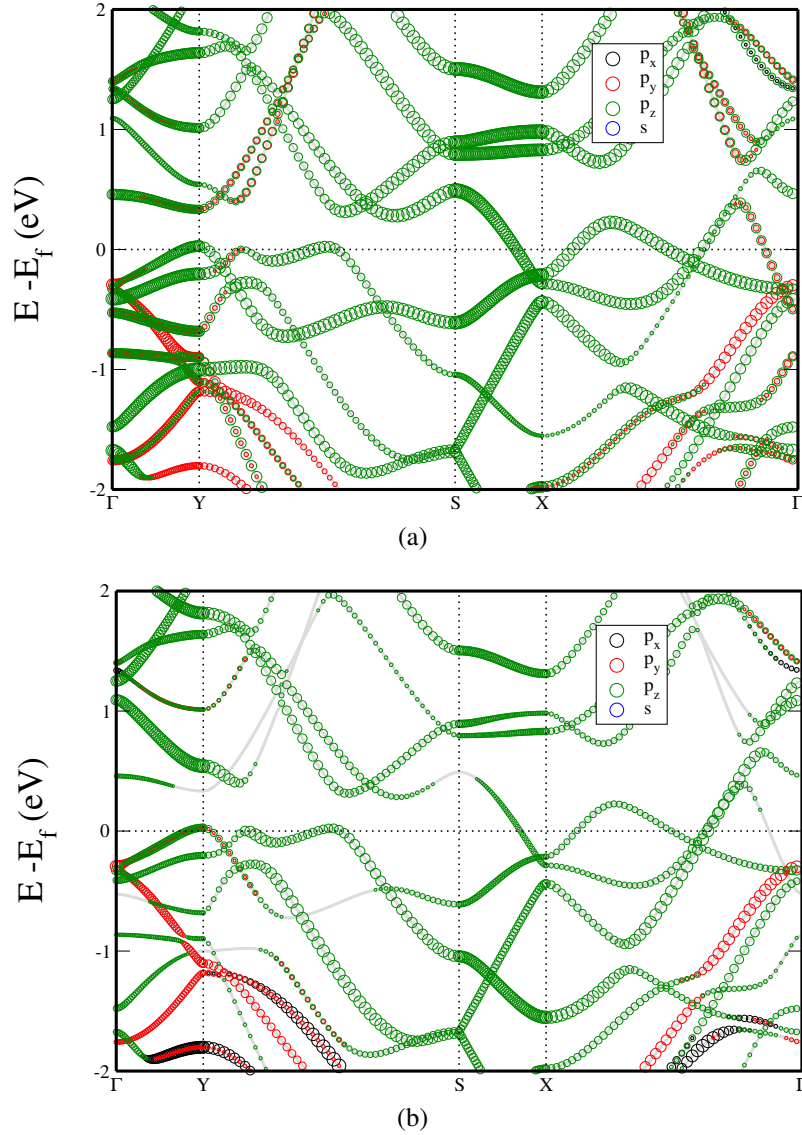 2
1
0
-1
-2
E -E_f (eV)
p_x
p_y
p_z
s
Γ Y S X Γ
(a)
2
1
0
-1
-2
E -E_f (eV)
p_x
p_y
p_z
s
Γ Y S X Γ
(b)